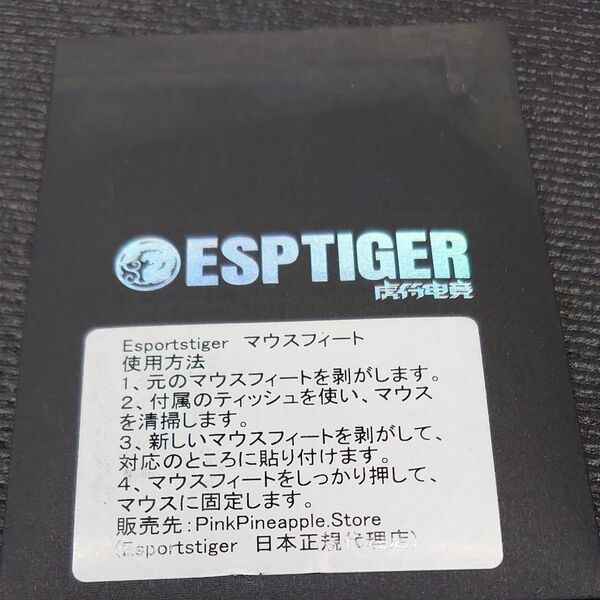 ESPTIGER
虎符电竞
Esportstiger マウスフィート
使用方法
1、元のマウスフィートを剥がします。
2、付属のティッシュを使い、マウス
を清掃します。
3、新しいマウスフィートを剥がして、
対応のところに貼り付けます。
4、マウスフィートをしっかり押して、
マウスに固定します。
販売先:PinkPineapple.Store
(Esportstiger 日本正規代理店)